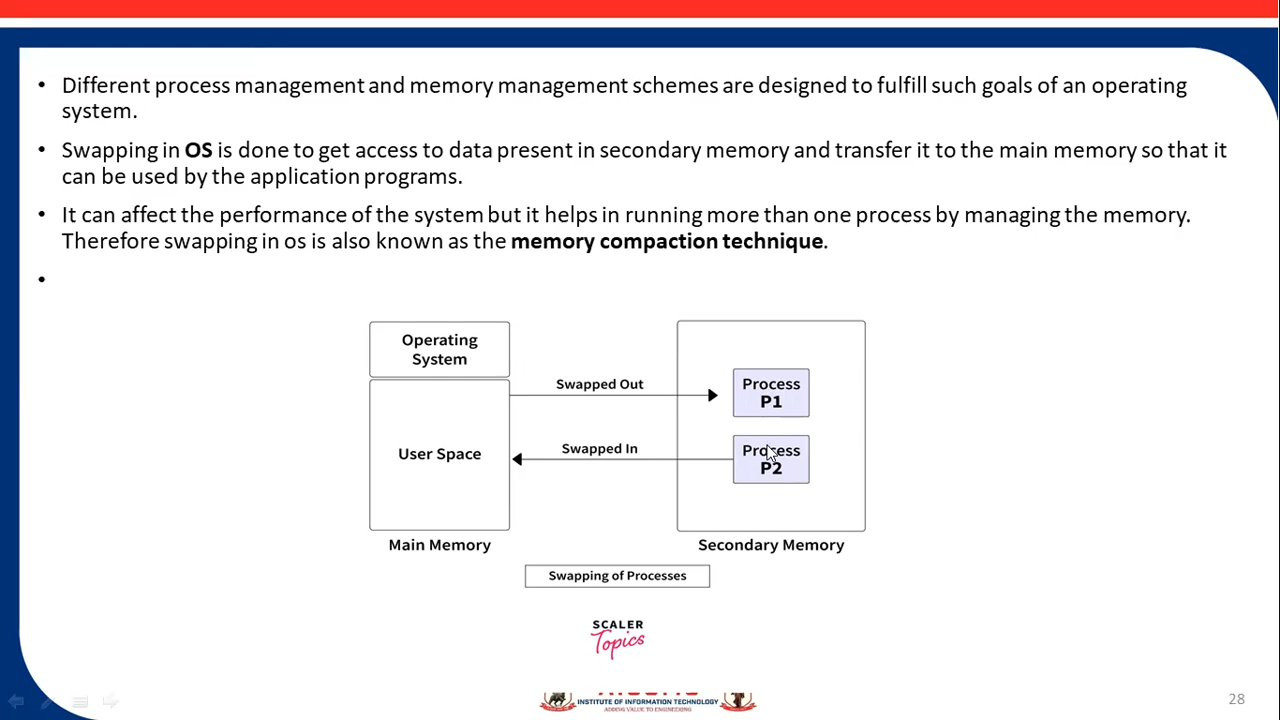 • Different process management and memory management schemes are designed to fulfill such goals of an operating
system.
• Swapping in OS is done to get access to data present in secondary memory and transfer it to the main memory so that it
can be used by the application programs.
• It can affect the performance of the system but it helps in running more than one process by managing the memory.
Therefore swapping in os is also known as the memory compaction technique.
•
Operating
System
Swapped Out
Process
P1
User Space
Swapped In
Process
P2
Main Memory
Secondary Memory
Swapping of Processes
SCALER
Topics
INSTITUTE OF INFORMATION TECHNOLOGY
ADDING VALUE TO ENGINEERING
28